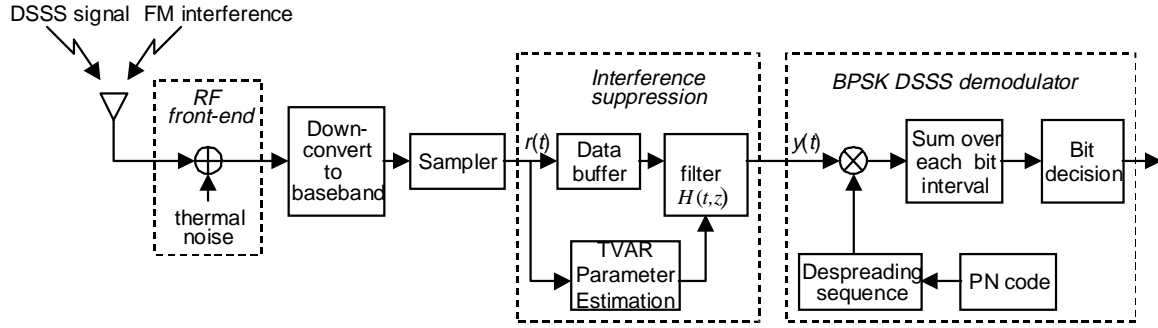 DSSS signal
FM interference
RF
front-end
thermal
noise
Down-
convert
to
baseband
Sampler
r(t)
Interference
suppression
Data
buffer
filter
H(t,z)
TVAR
Parameter
Estimation
y(t)
BPSK DSSS demodulator
Sum over
each bit
interval
Bit
decision
Despreading
sequence
PN code